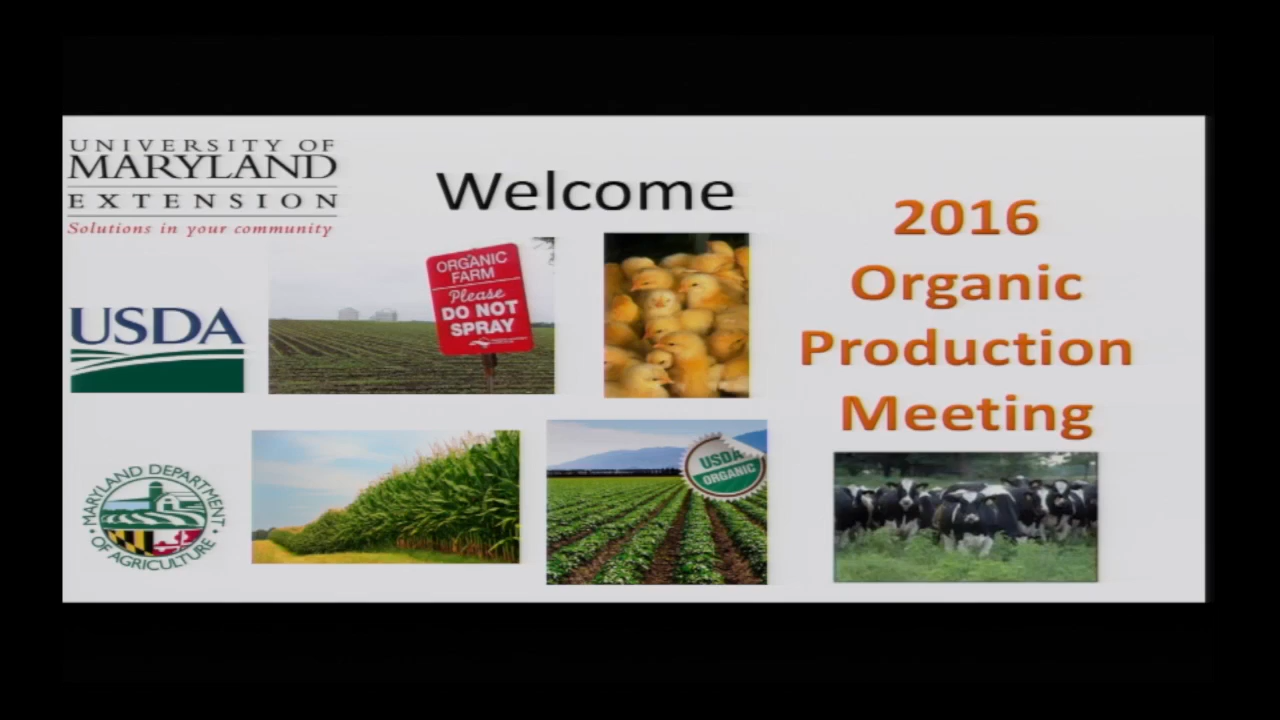 UNIVERSITY OF
MARYLAND
EXTENSION
Solutions in your community
Welcome
2016
Organic
Production
Meeting
ORGANIC
FARM
Please
DO NOT
SPRAY
USDA
USDA
ORGANIC
MARYLAND DEPARTMENT
• OF AGRICULTURE •